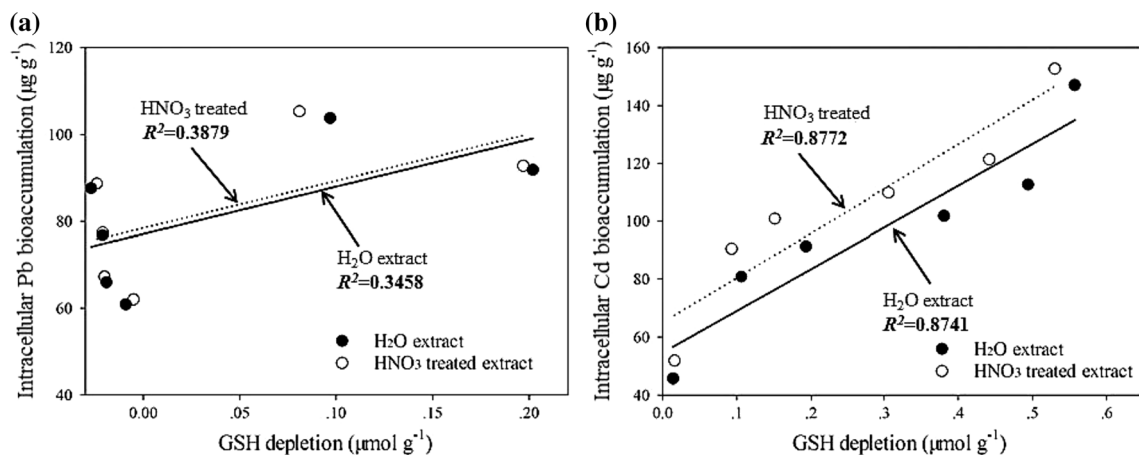 (a)
Intracellular Pb bioaccumulation (μg g⁻¹)
120
100
80
60
40
HNO₃ treated
R²=0.3879
H₂O extract
R²=0.3458
H₂O extract
HNO₃ treated extract
0.00
.05
.10
.15
.20
GSH depletion (μmol g⁻¹)
(b)
Intracellular Cd bioaccumulation (μg g⁻¹)
160
140
120
100
80
60
40
HNO₃ treated
R²=0.8772
H₂O extract
R²=0.8741
H₂O extract
HNO₃ treated extract
0.0
.1
.2
.3
.4
.5
.6
GSH depletion (μmol g⁻¹)